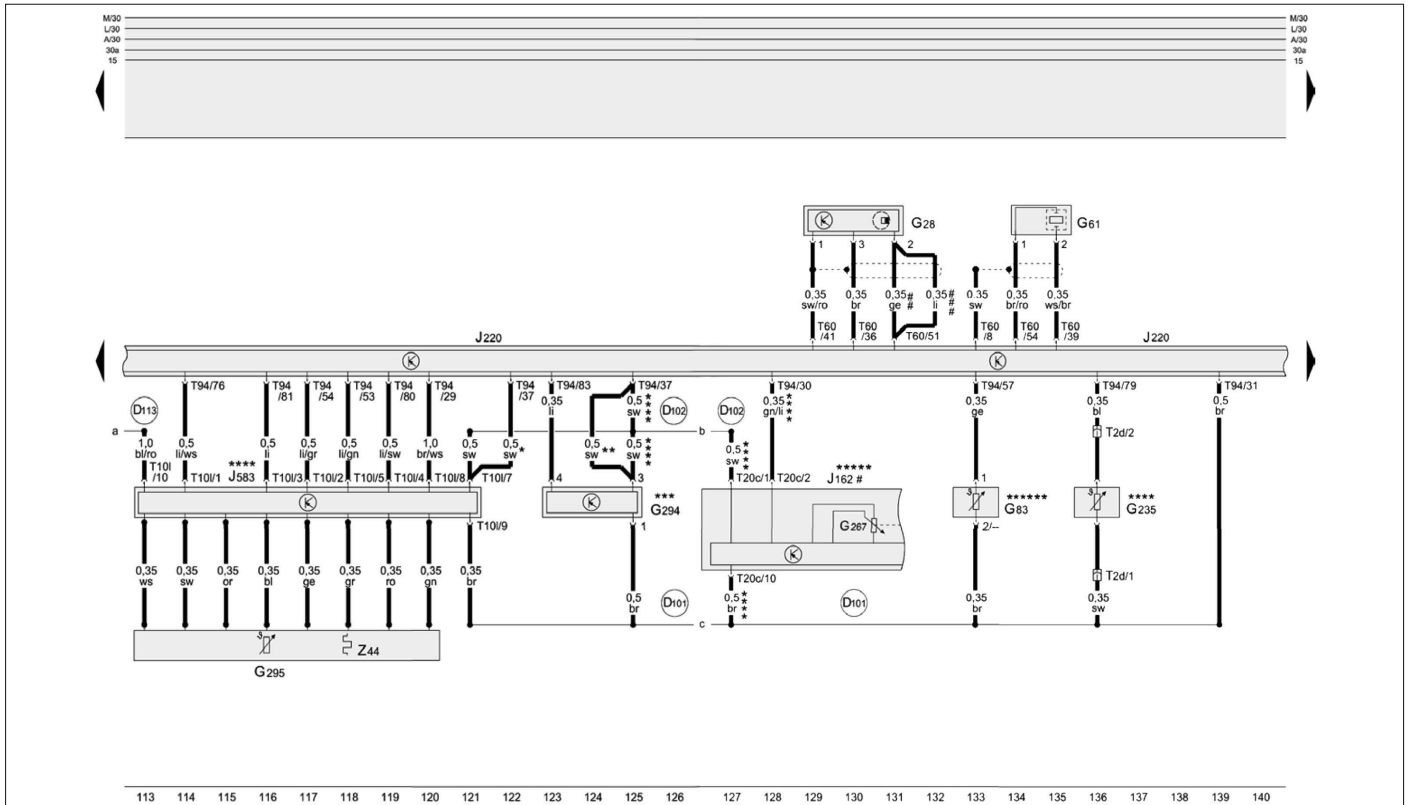 M/30 M/30
L/30 L/30
A/30 A/30
30a 30a
15 15
G28 G61
1 3 2 1 2
0,35 0,35 0,35 # # 0,35 # # # 0,35 0,35 0,35
sw/ro br ge li sw br/ro ws/br
T60 T60 T60/51 T60 T60 T60
/41 /36 /8 /54 /39
J220 J220
T94/76 T94 T94 T94 T94 T94 T94 T94/83 T94/37 T94/30 T94/57 T94/79 T94/31
/81 /54 /53 /80 /29 /37
0,35 0,5 0,35 0,35 0,35 0,5
li sw **** gn/li **** ge bl br
D113 D102 D102
a b T2d/2
1,0 0,5 0,5 0,5 0,5 0,5 1,0 0,5 0,5 0,5 0,5
bl/ro li/ws li li/gr li/gn li/sw br/ws sw sw * sw ** sw ****
0,5
sw ****
T10l T10l/1 **** J583 T10l/3 T10l/2 T10l/5 T10l/4 T10l/8 T10l/7 4 3 T20c/1 T20c/2 ***** J162 # 1
/10
*** G294 G267 ****** G83 **** G235
T10l/9 1 2/--
0,35 0,35 0,35 0,35 0,35 0,35 0,35 0,35 0,35
ws sw or bl ge gr ro gn br
T20c/10 T2d/1
0,5 D101 0,5 D101 0,35 0,35
br br **** br sw
c
Z44
G295
113 114 115 116 117 118 119 120 121 122 123 124 125 126 127 128 129 130 131 132 133 134 135 136 137 138 139 140